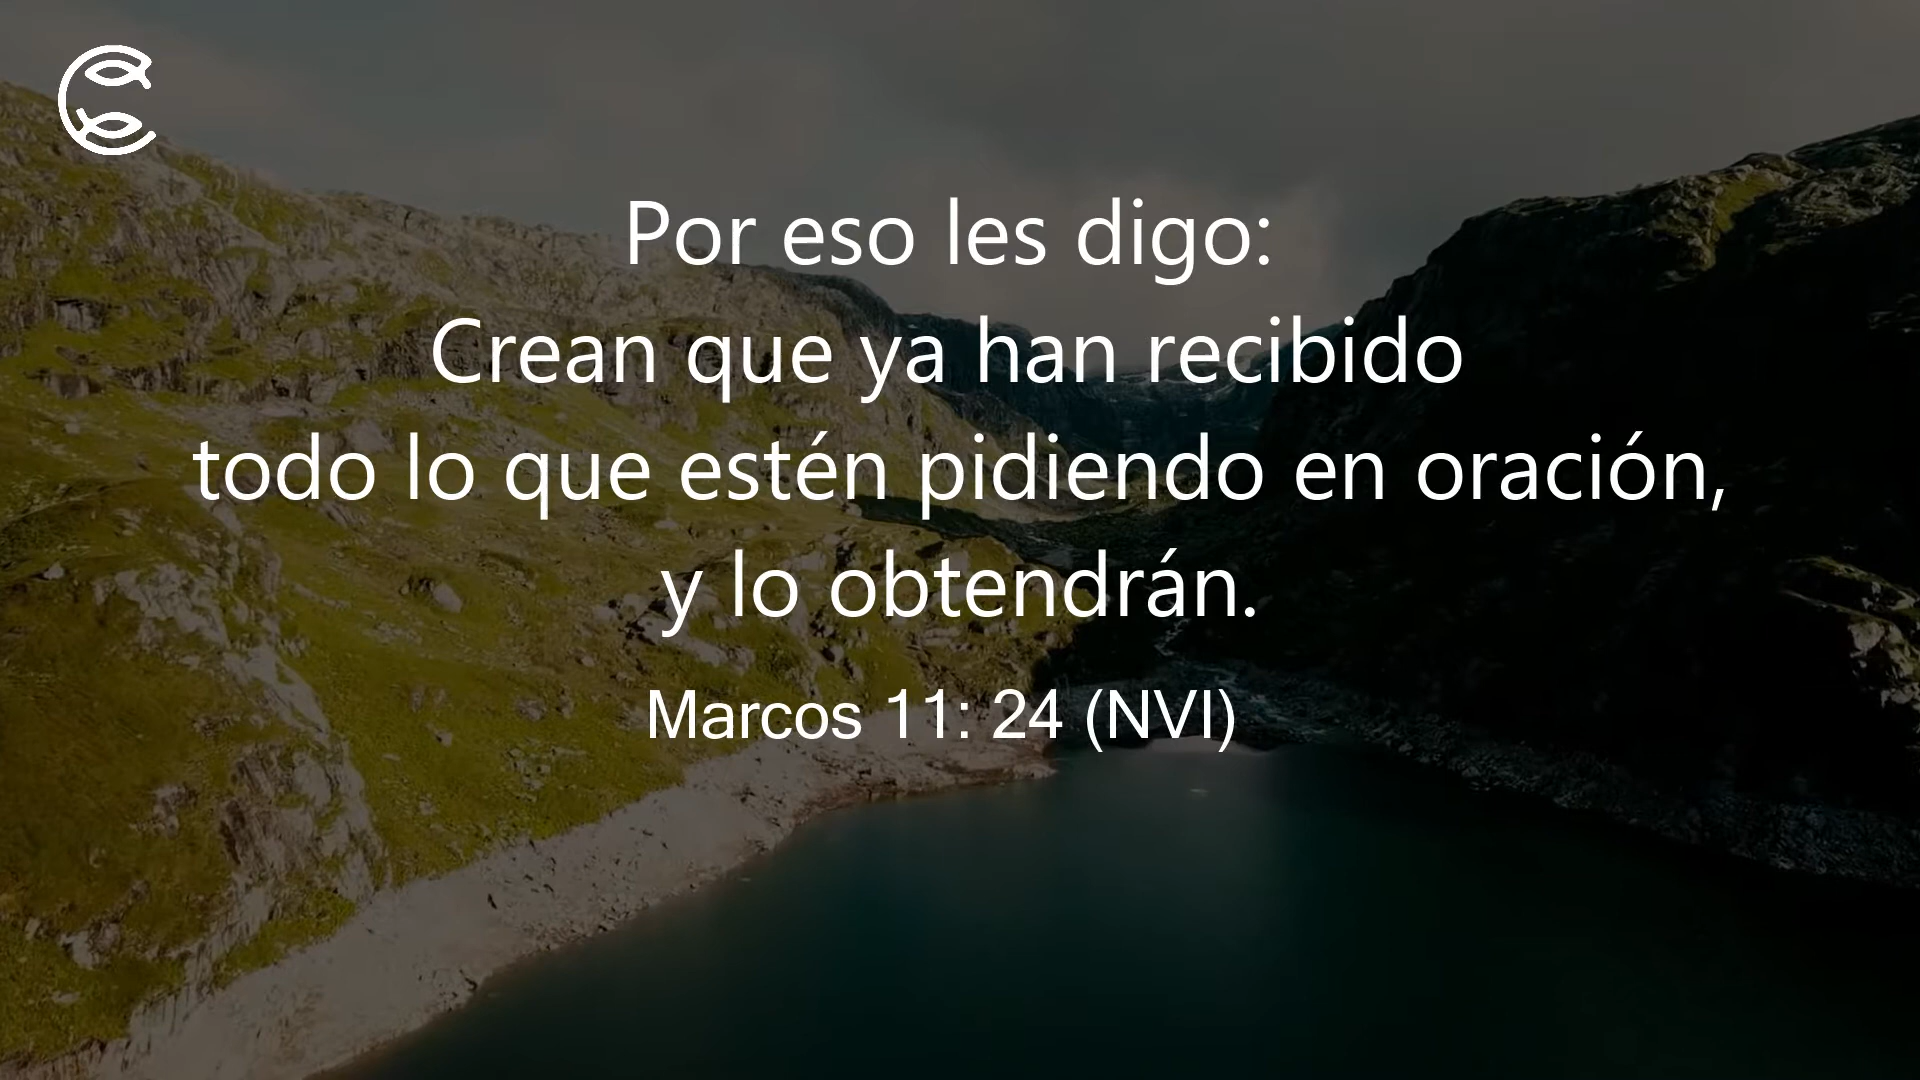 Por eso les digo:
Crean que ya han recibido
todo lo que estén pidiendo en oración,
y lo obtendrán.
Marcos 11: 24 (NVI)